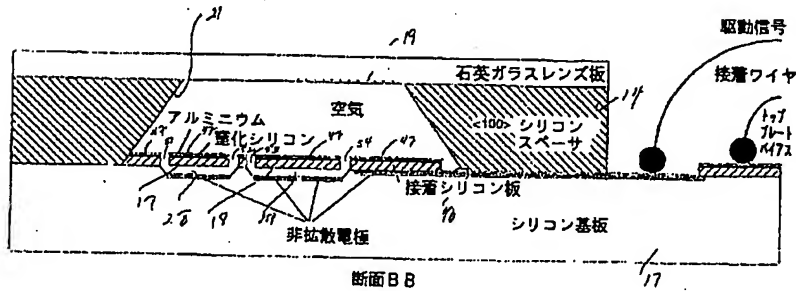 21
19
駆動信号
石英ガラスレンズ板
接着ワイヤ
アルミニウム
空気
<100> シリコン
スペーサ
14
トップ
プレート
バイアス
窒化シリコン
47
47
54
47
17
28
18
接着シリコン板
非拡散電極
シリコン基板
17
断面BB